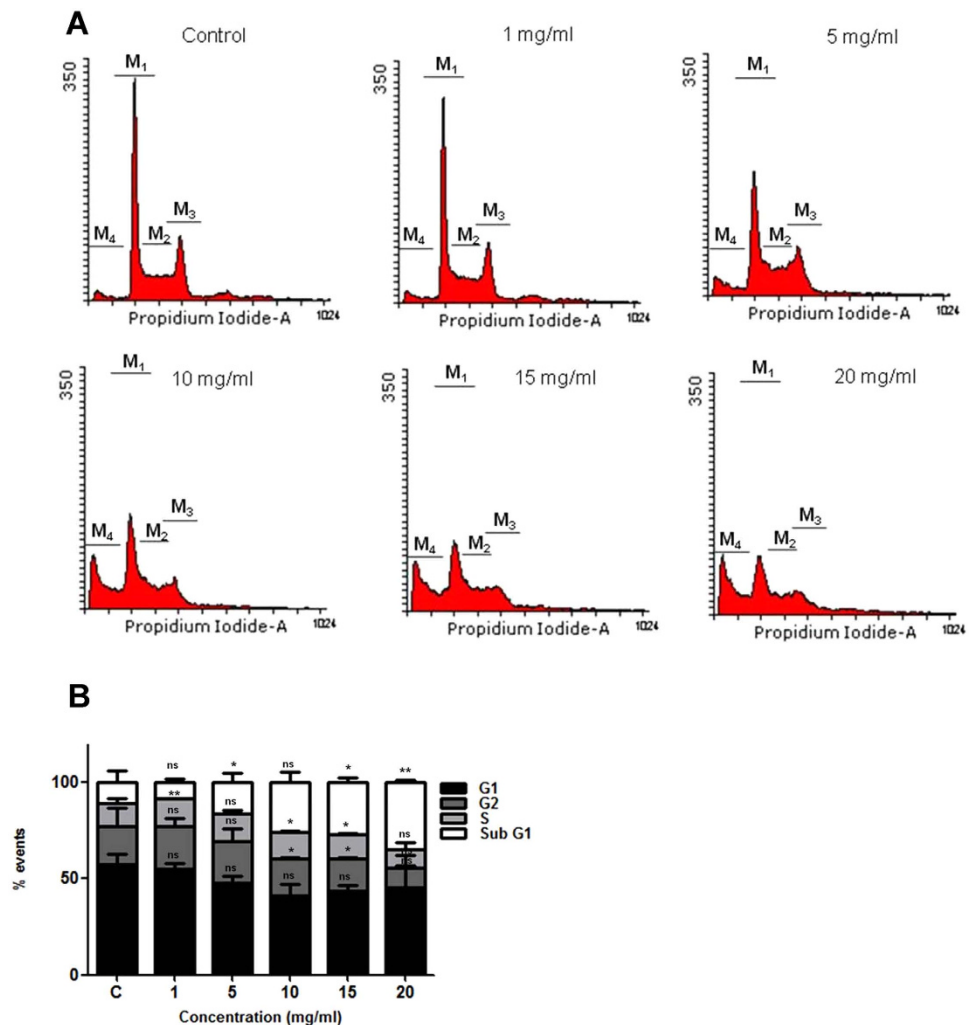 A
Control
1 mg/ml
5 mg/ml
350
M₁
M₄
M₂
M₃
Propidium Iodide-A
1024
350
M₁
M₄
M₂
M₃
Propidium Iodide-A
1024
350
M₁
M₄
M₂
M₃
Propidium Iodide-A
1024
10 mg/ml
15 mg/ml
20 mg/ml
350
M₁
M₄
M₂
M₃
Propidium Iodide-A
1024
350
M₁
M₄
M₂
M₃
Propidium Iodide-A
1024
350
M₁
M₄
M₂
M₃
Propidium Iodide-A
1024
B
% events
100
50
0
ns
**
ns
ns
*
ns
ns
ns
ns
*
*
ns
*
*
*
ns
**
ns
ns
G1
G2
S
Sub G1
C 1 5 10 15 20
Concentration (mg/ml)